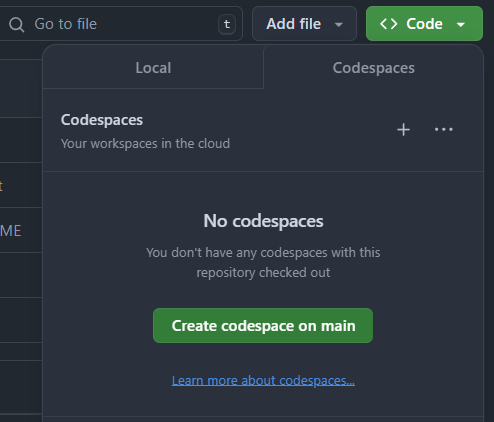 Go to file
t
Add file
Code
Local
Codespaces
Codespaces
Your workspaces in the cloud
t
ME
No codespaces
You don't have any codespaces with this
repository checked out
Create codespace on main
Learn more about codespaces...